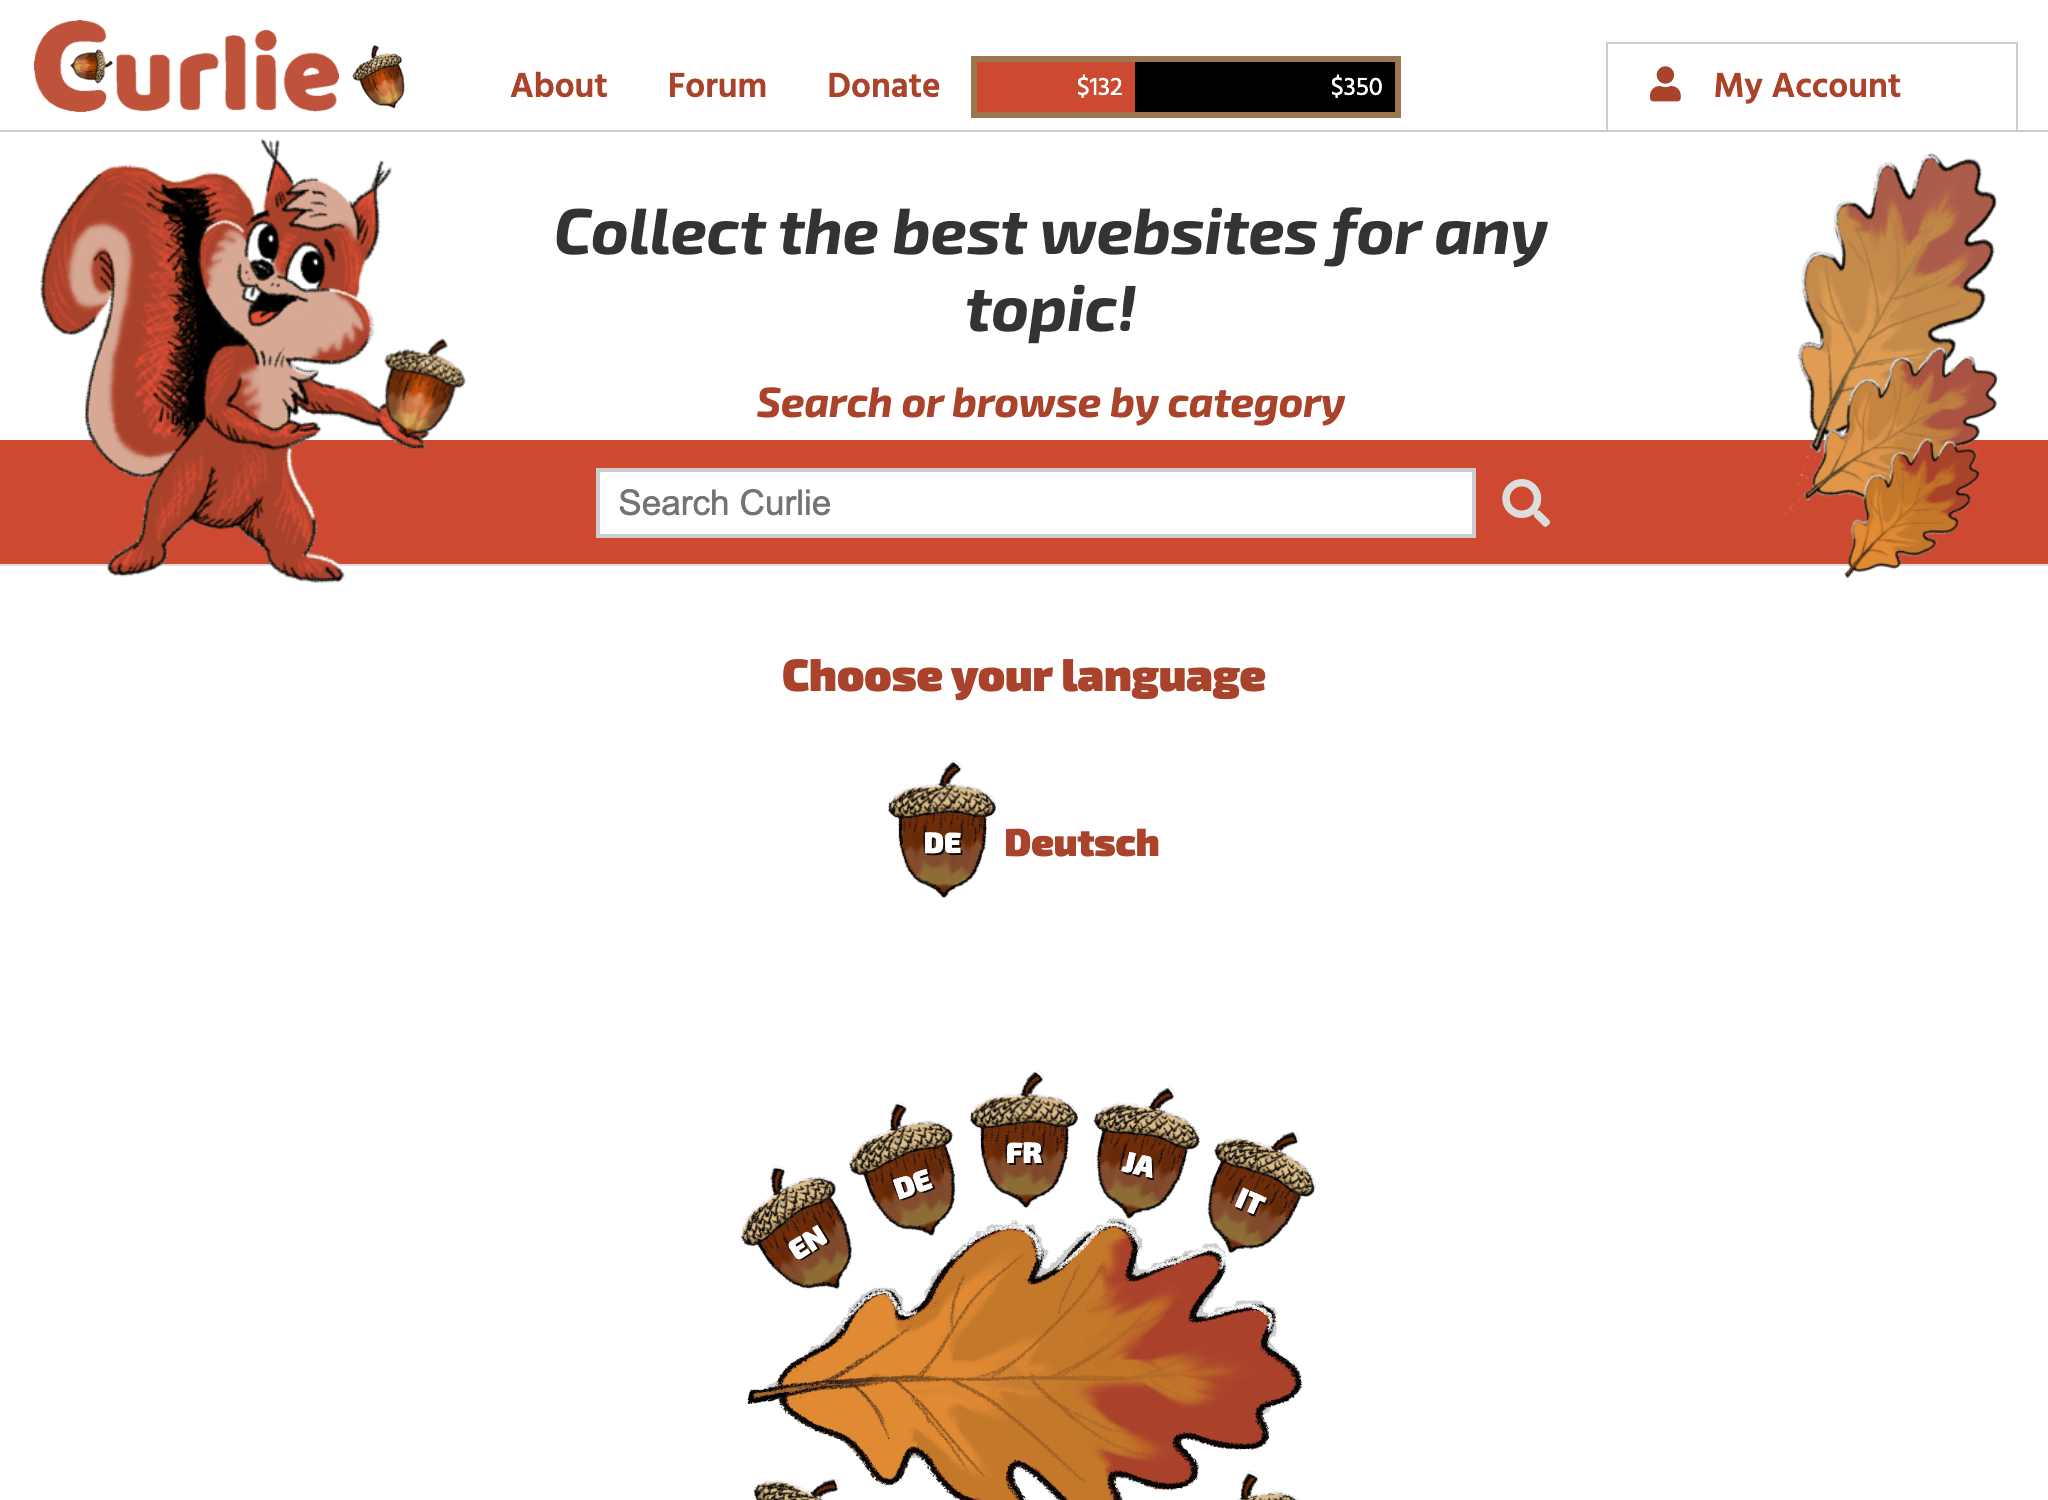 Curlie
About Forum Donate $132 $350 My Account
Collect the best websites for any
topic!
Search or browse by category
Search Curlie
Choose your language
DE Deutsch
EN DE FR JA IT